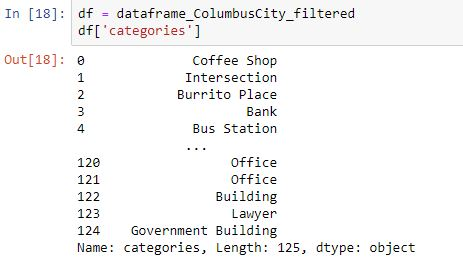 In [18]: df = dataframe_ColumbusCity_filtered
df['categories']
Out[18]: 0 Coffee Shop
1 Intersection
2 Burrito Place
3 Bank
4 Bus Station
...
120 Office
121 Office
122 Building
123 Lawyer
124 Government Building
Name: categories, Length: 125, dtype: object